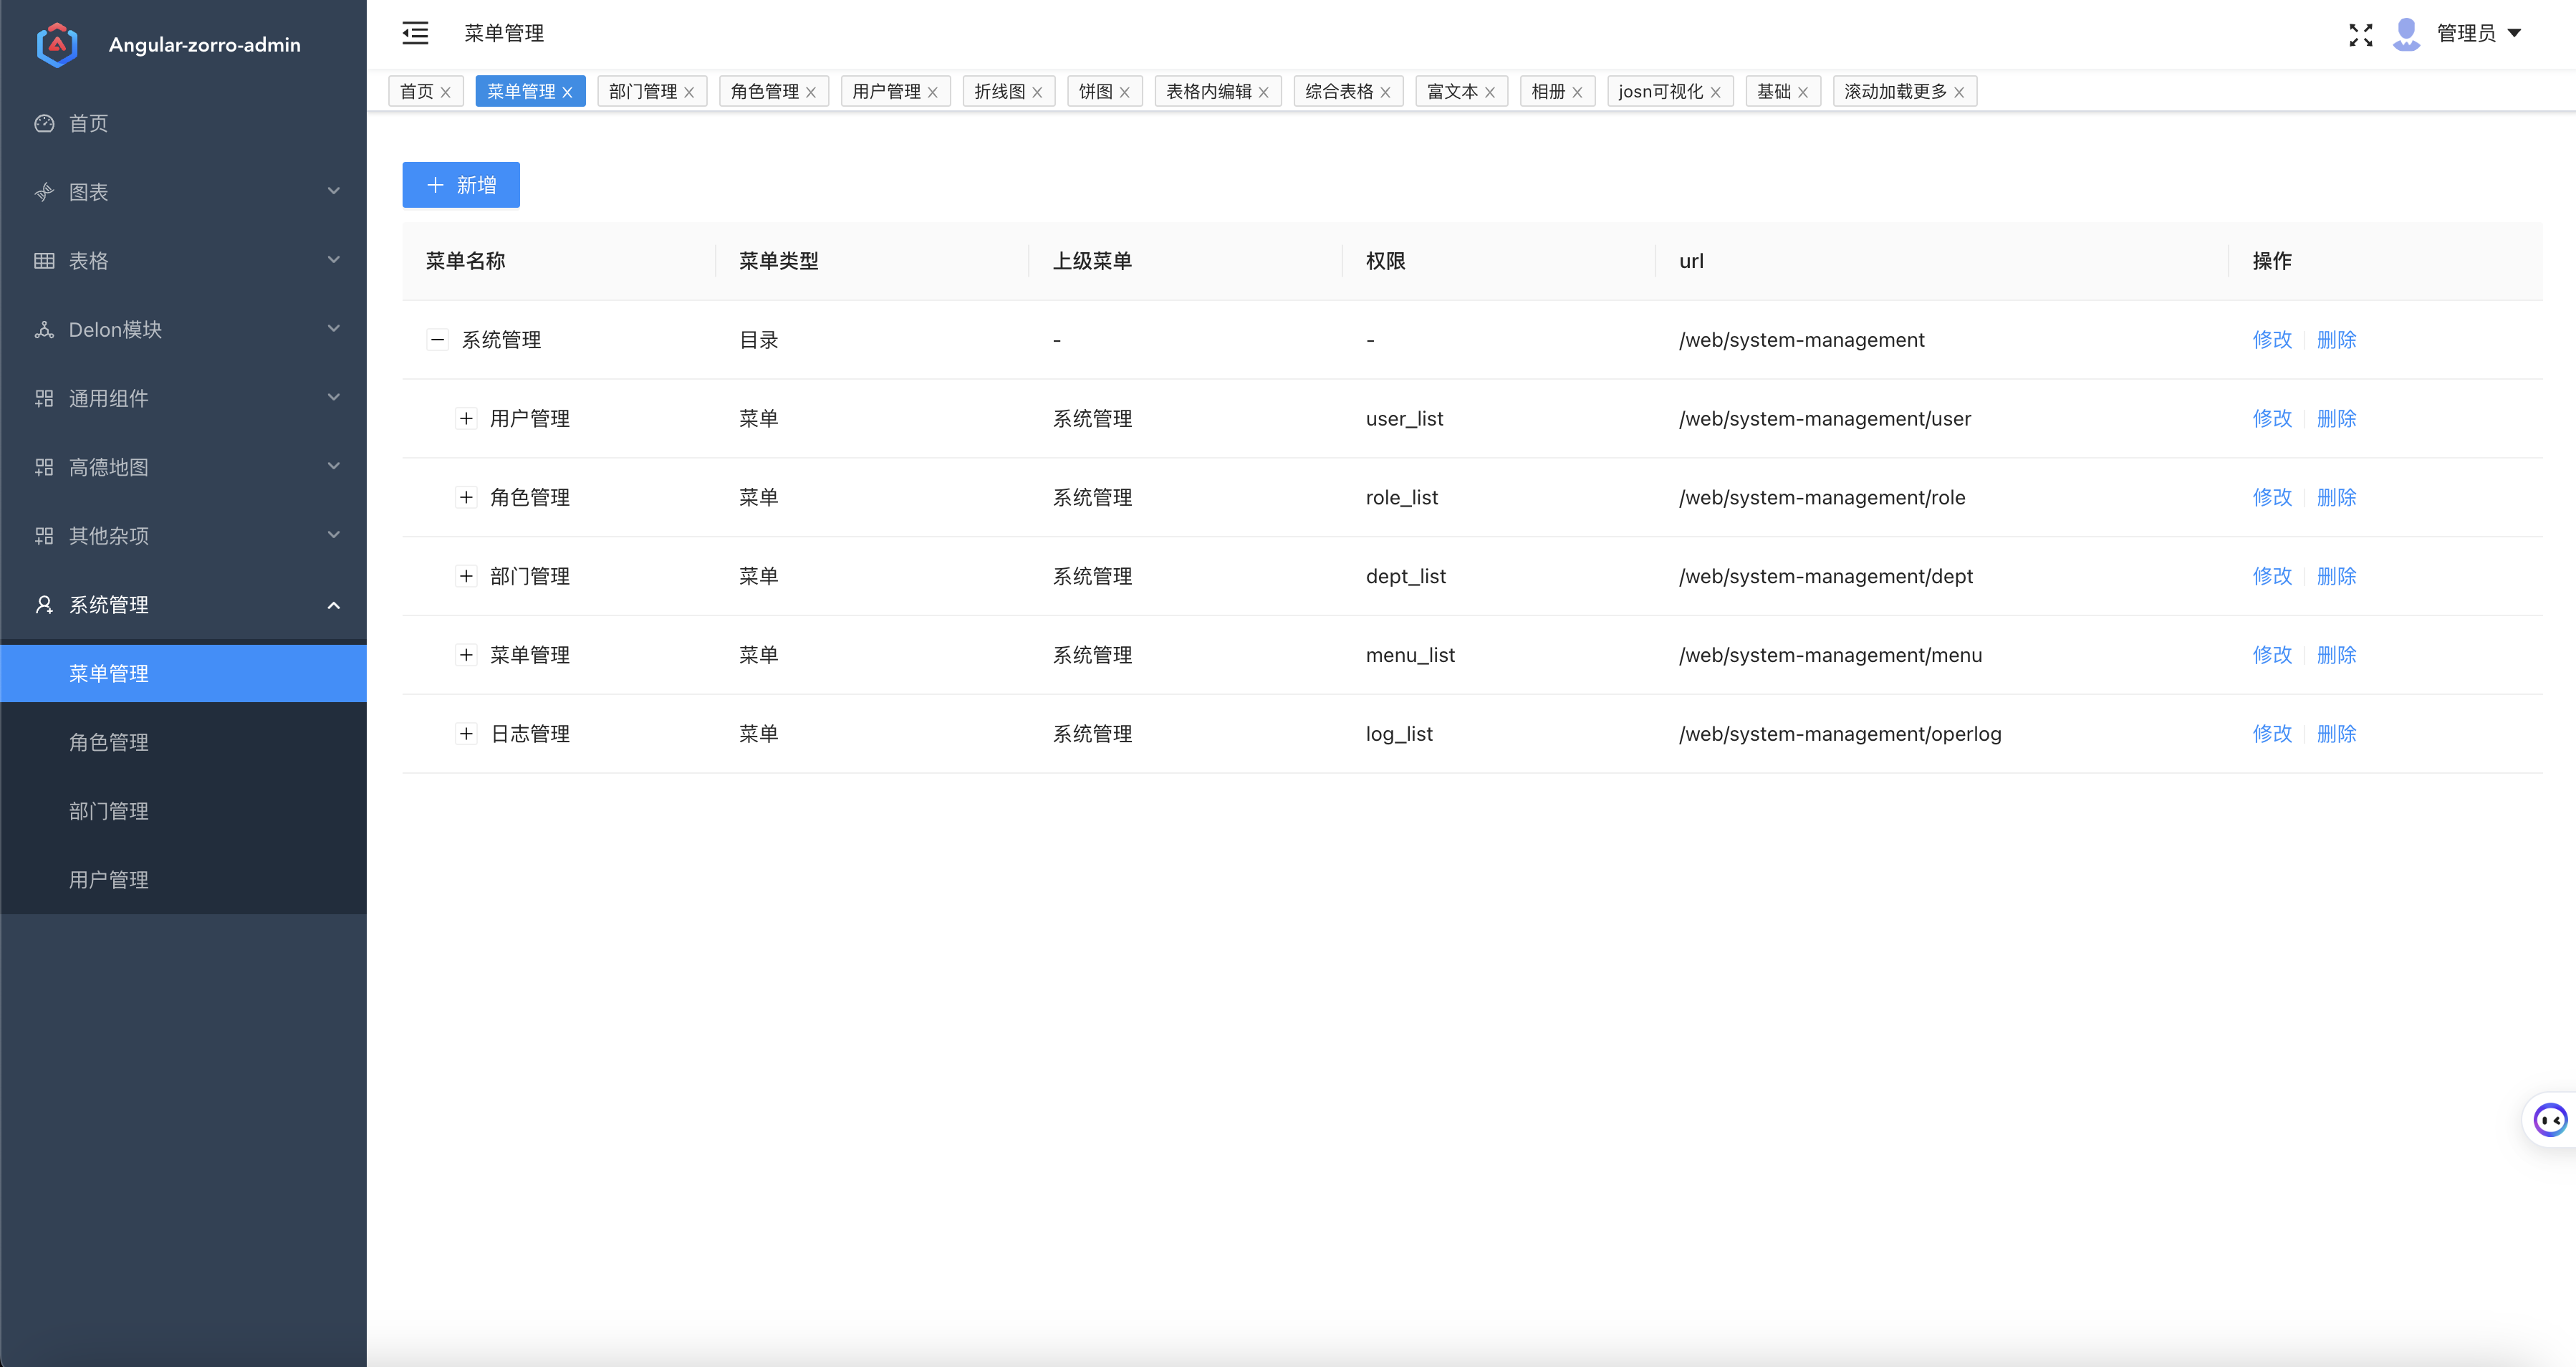 Angular-zorro-admin
首页
图表
表格
Delon模块
通用组件
高德地图
其他杂项
系统管理
菜单管理
角色管理
部门管理
用户管理
菜单管理
管理员
首页 菜单管理 部门管理 角色管理 用户管理 折线图 饼图 表格内编辑 综合表格 富文本 相册 josn可视化 基础 滚动加载更多
新增
菜单名称 菜单类型 上级菜单 权限 url 操作
系统管理 目录 - - /web/system-management 修改 删除
用户管理 菜单 系统管理 user_list /web/system-management/user 修改 删除
角色管理 菜单 系统管理 role_list /web/system-management/role 修改 删除
部门管理 菜单 系统管理 dept_list /web/system-management/dept 修改 删除
菜单管理 菜单 系统管理 menu_list /web/system-management/menu 修改 删除
日志管理 菜单 系统管理 log_list /web/system-management/operlog 修改 删除